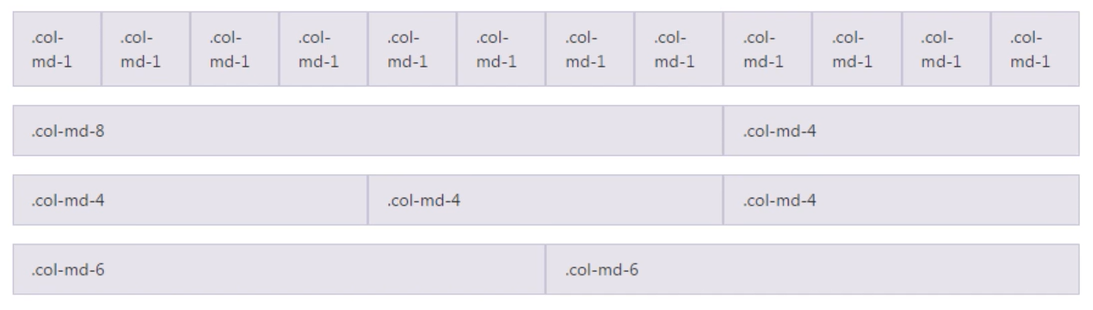 .col- .col- .col- .col- .col- .col- .col- .col- .col- .col- .col- .col-
md-1 md-1 md-1 md-1 md-1 md-1 md-1 md-1 md-1 md-1 md-1 md-1
.col-md-8 .col-md-4
.col-md-4 .col-md-4 .col-md-4
.col-md-6 .col-md-6